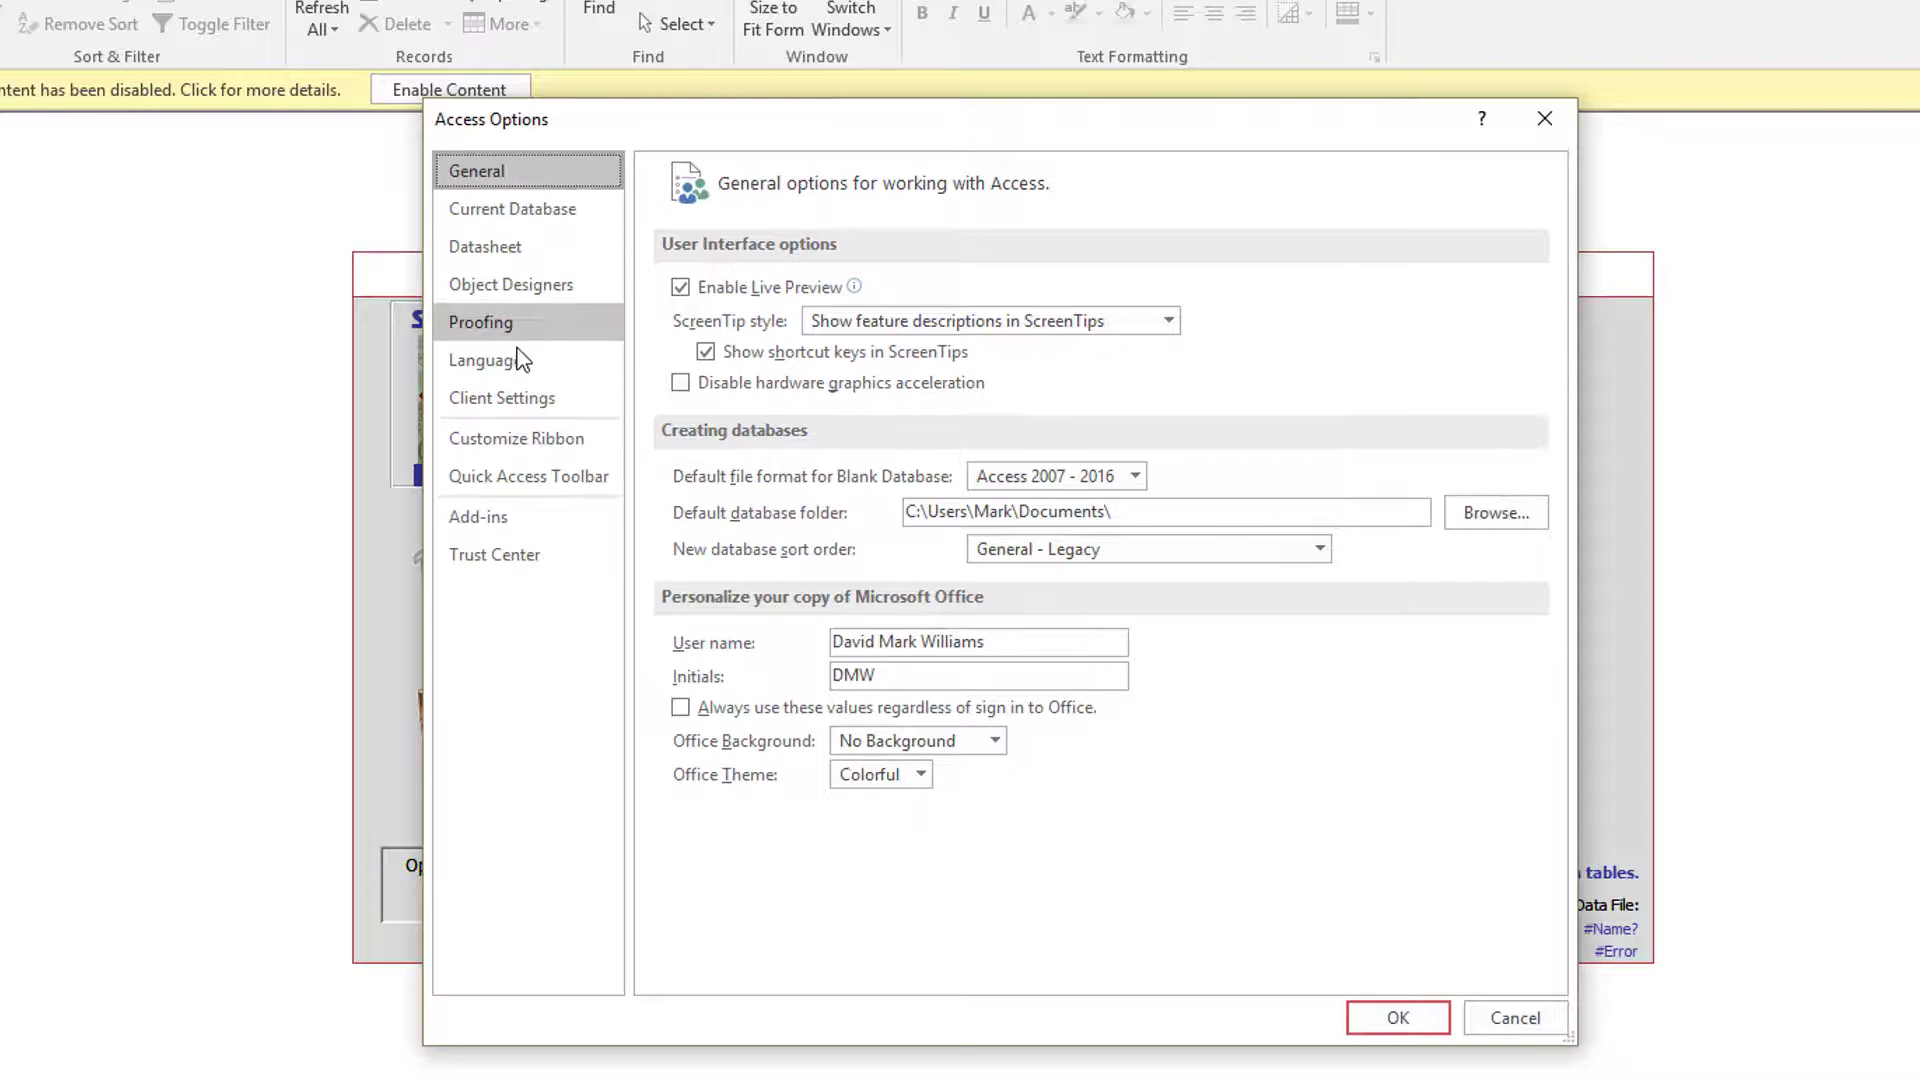 Refresh
All
Remove Sort
Toggle Filter
Delete
More
Find
Select
Size to
Fit Form
Switch
Windows
B I U A
Sort & Filter
Records
Find
Window
Text Formatting
ntent has been disabled. Click for more details.
Enable Content
Access Options
?
General
Current Database
Datasheet
Object Designers
Proofing
Language
Client Settings
Customize Ribbon
Quick Access Toolbar
Add-ins
Trust Center
General options for working with Access.
User Interface options
Enable Live Preview
ScreenTip style: Show feature descriptions in ScreenTips
Show shortcut keys in ScreenTips
Disable hardware graphics acceleration
Creating databases
Default file format for Blank Database: Access 2007 - 2016
Default database folder: C:\Users\Mark\Documents\ Browse...
New database sort order: General - Legacy
Personalize your copy of Microsoft Office
User name: David Mark Williams
Initials: DMW
Always use these values regardless of sign in to Office.
Office Background: No Background
Office Theme: Colorful
OK
Cancel
Op
tables.
Data File:
#Name?
#Error